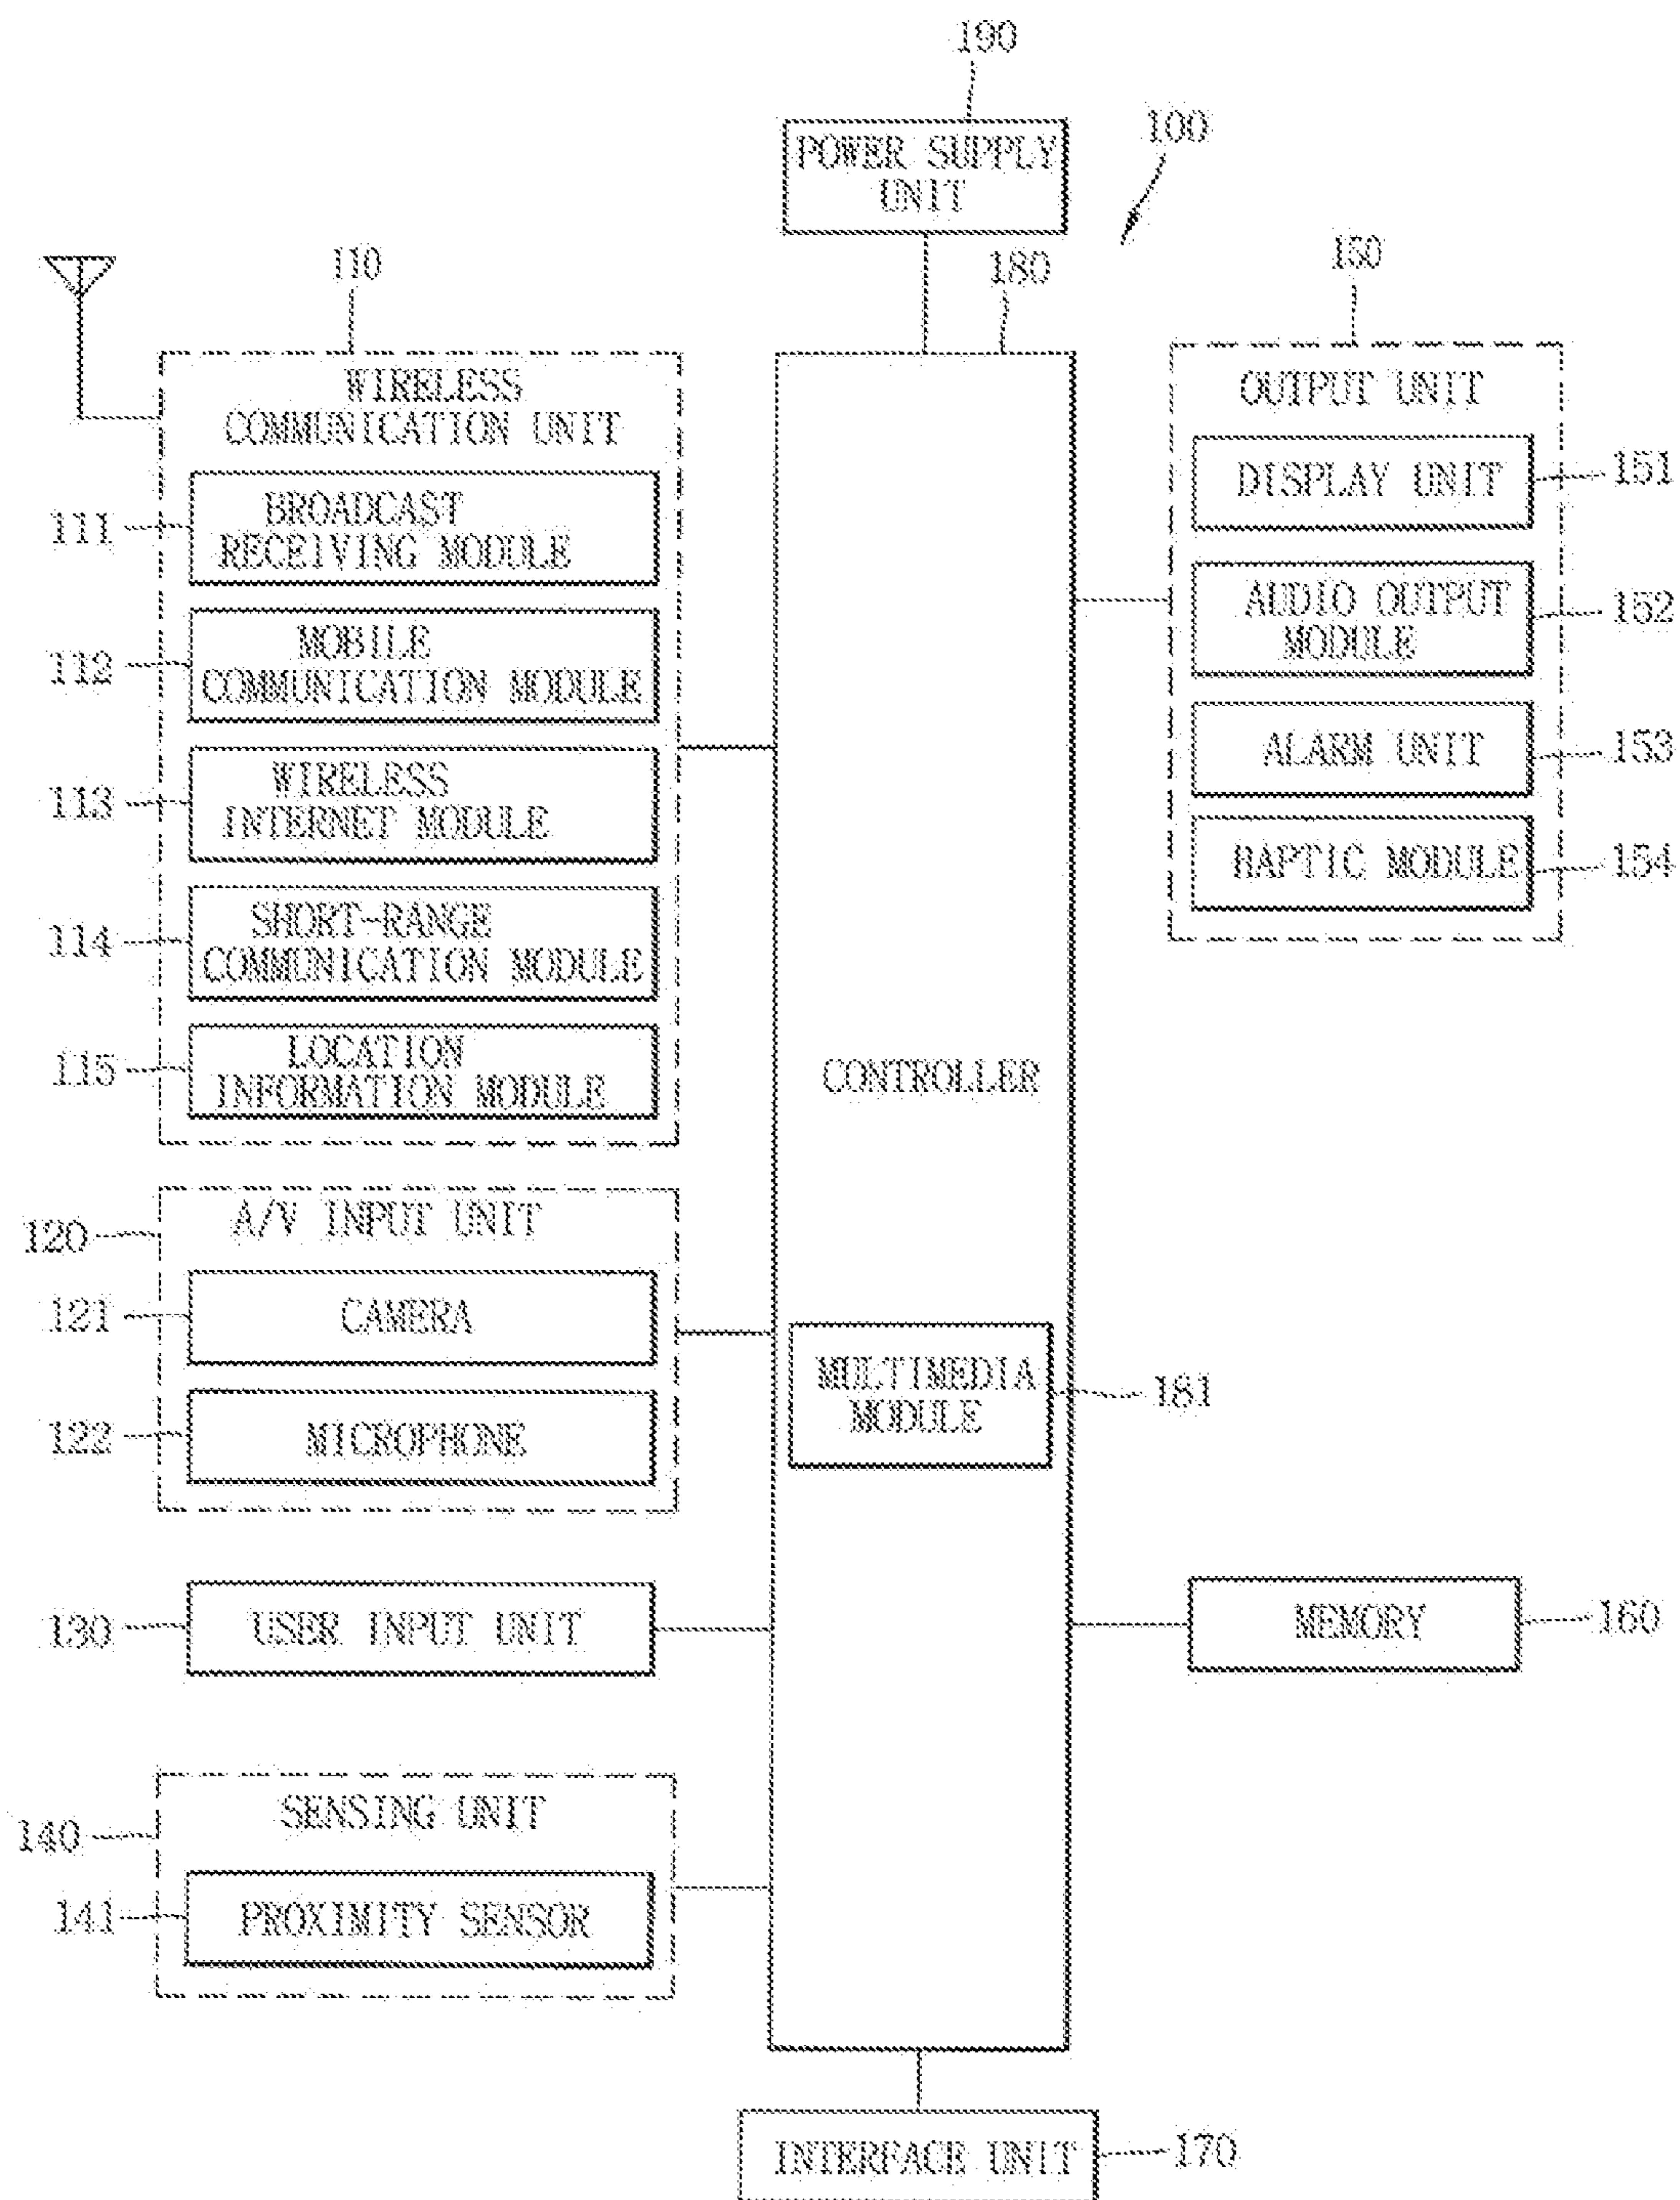 190
POWER SUPPLY
UNIT
100
110
180
150
WIRELESS
COMMUNICATION UNIT
111
BROADCAST
RECEIVING MODULE
112
MOBILE
COMMUNICATION MODULE
113
WIRELESS
INTERNET MODULE
114
SHORT-RANGE
COMMUNICATION MODULE
115
LOCATION
INFORMATION MODULE
120
A/V INPUT UNIT
121
CAMERA
122
MICROPHONE
130
USER INPUT UNIT
140
SENSING UNIT
141
PROXIMITY SENSOR
CONTROLLER
MULTIMEDIA
MODULE
181
OUTPUT UNIT
DISPLAY UNIT
151
AUDIO OUTPUT
MODULE
152
ALARM UNIT
153
HAPTIC MODULE
154
MEMORY
160
INTERFACE UNIT
170